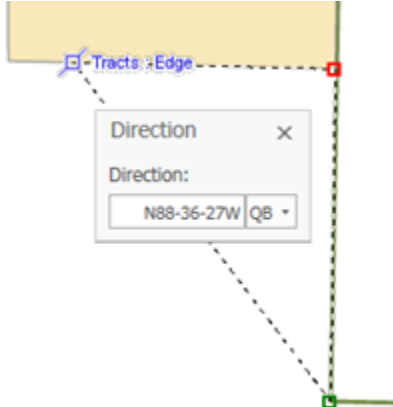 Tracts : Edge
Direction ×
Direction:
N88-36-27W QB